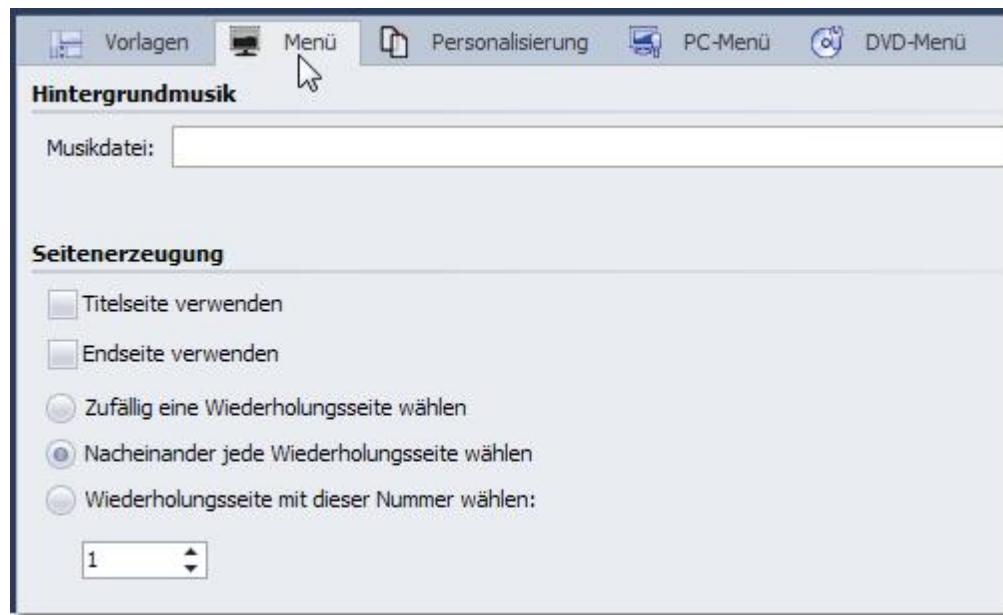 Vorlagen Menü Personalisierung PC-Menü DVD-Menü
Hintergrundmusik
Musikdatei:
Seitenerzeugung
Titelseite verwenden
Endseite verwenden
Zufällig eine Wiederholungsseite wählen
Nacheinander jede Wiederholungsseite wählen
Wiederholungsseite mit dieser Nummer wählen:
1